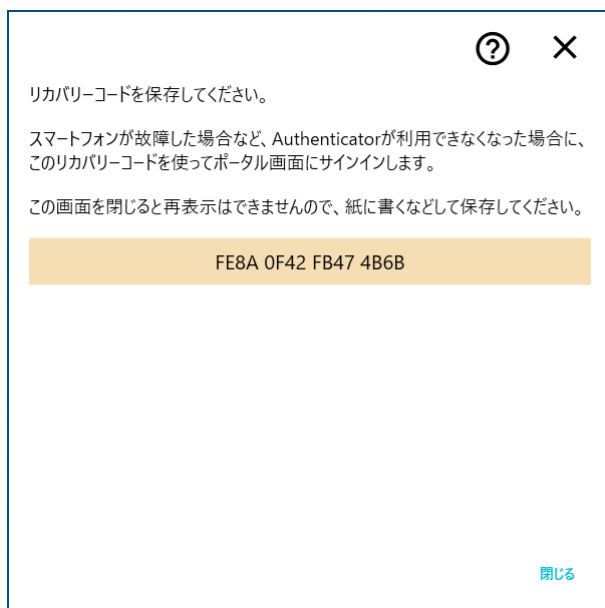 リカバリーコードを保存してください。
スマートフォンが故障した場合など、Authenticatorが利用できなくなった場合に、
このリカバリーコードを使ってポータル画面にサインインします。
この画面を閉じると再表示はできませんので、紙に書くなどして保存してください。
FE8A 0F42 FB47 4B6B
閉じる